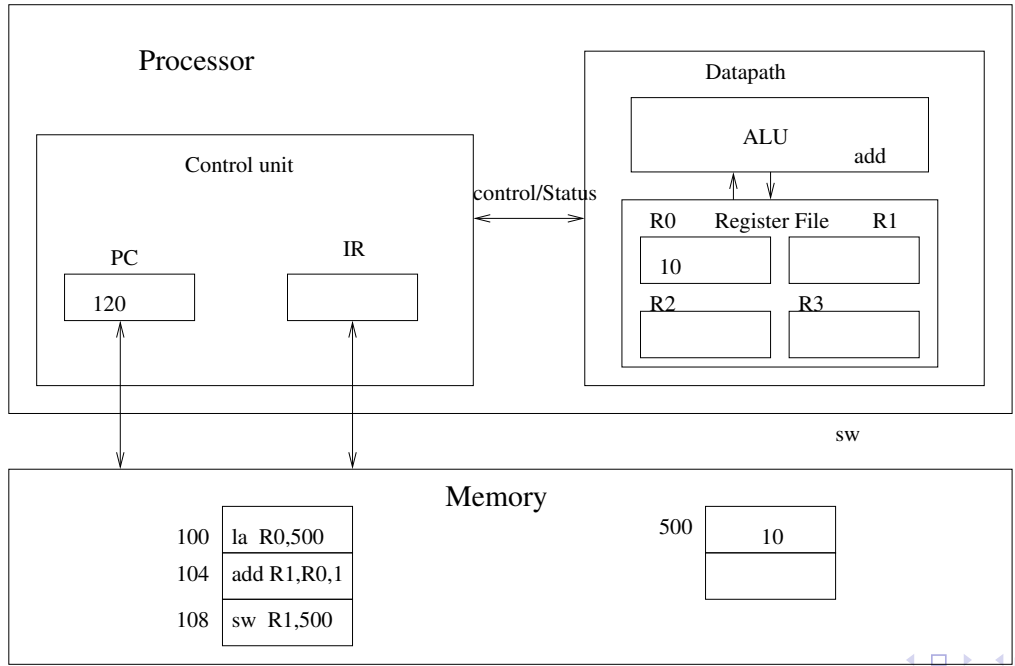 Processor
Datapath
ALU
add
Control unit
control/Status
R0 Register File R1
10
PC
IR
120
R2 R3
sw
Memory
100 la R0,500
104 add R1,R0,1
108 sw R1,500
500 10